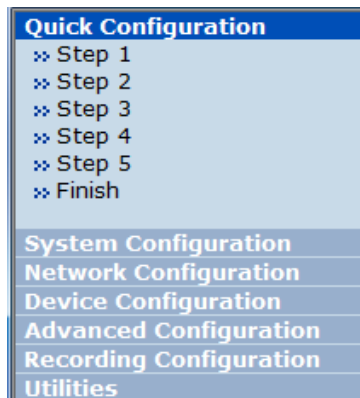 Quick Configuration
» Step 1
» Step 2
» Step 3
» Step 4
» Step 5
» Finish
System Configuration
Network Configuration
Device Configuration
Advanced Configuration
Recording Configuration
Utilities